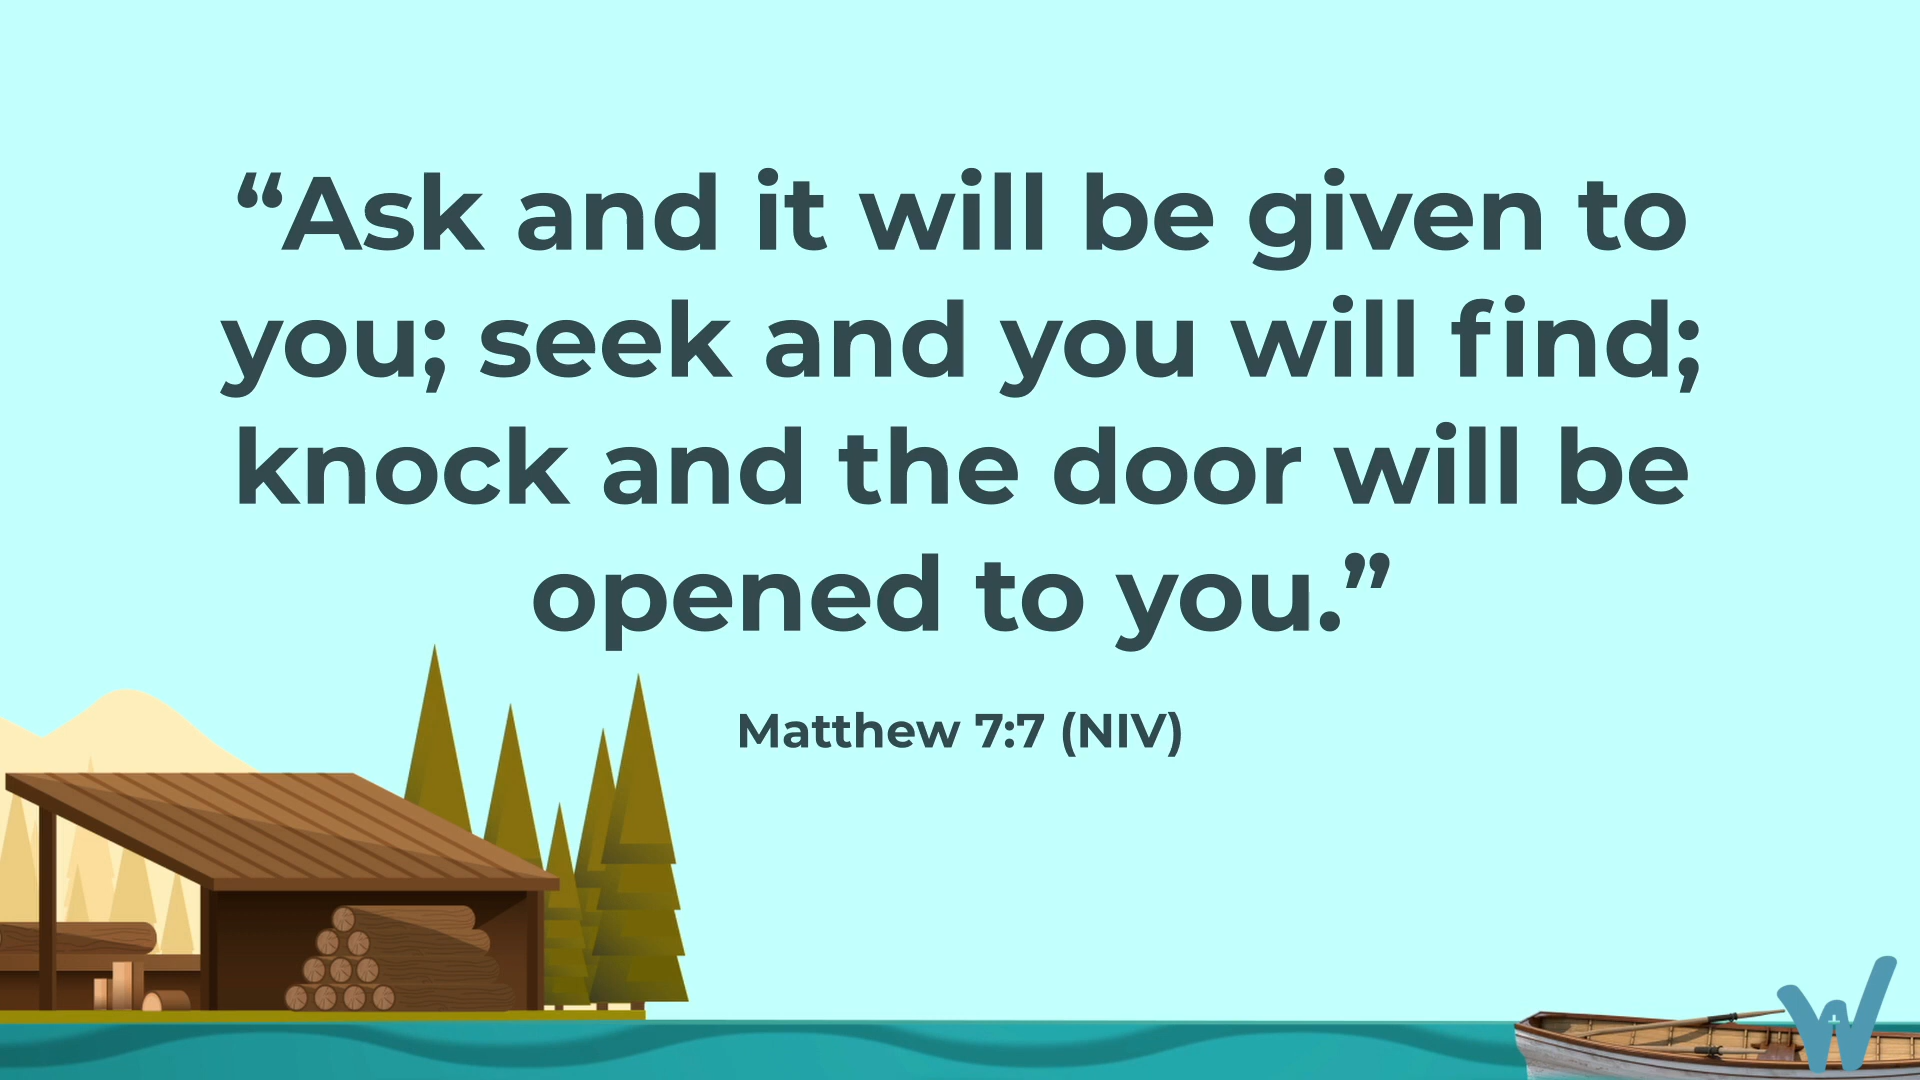 “Ask and it will be given to
you; seek and you will find;
knock and the door will be
opened to you.”
Matthew 7:7 (NIV)
W